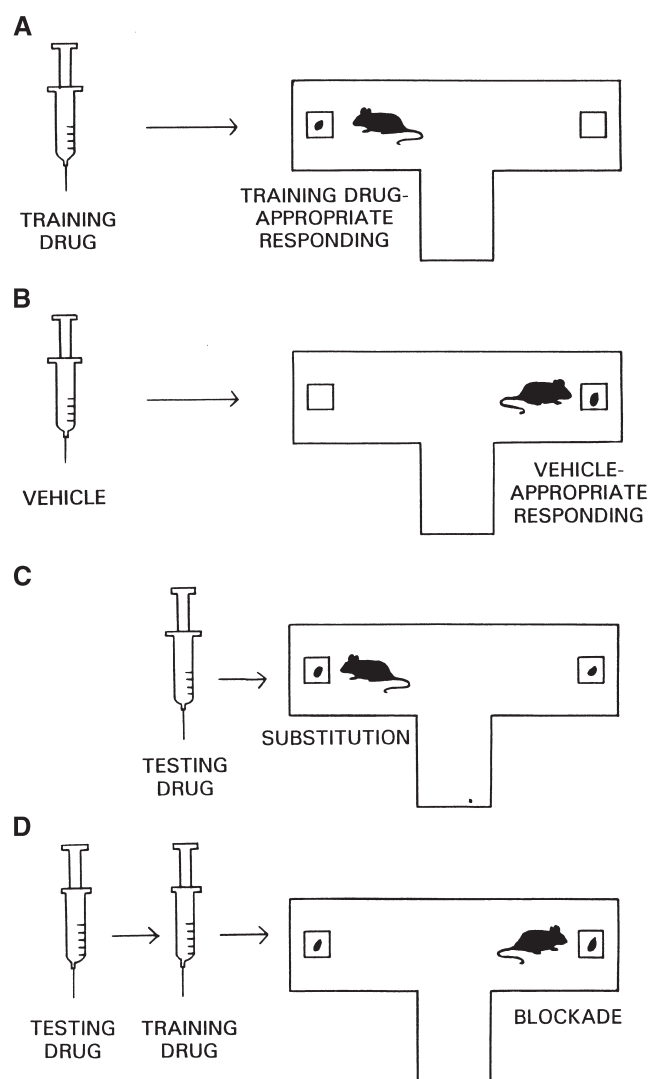 A
TRAINING
DRUG
TRAINING DRUG-
APPROPRIATE
RESPONDING
B
VEHICLE
VEHICLE-
APPROPRIATE
RESPONDING
C
TESTING
DRUG
SUBSTITUTION
D
TESTING
DRUG
TRAINING
DRUG
BLOCKADE